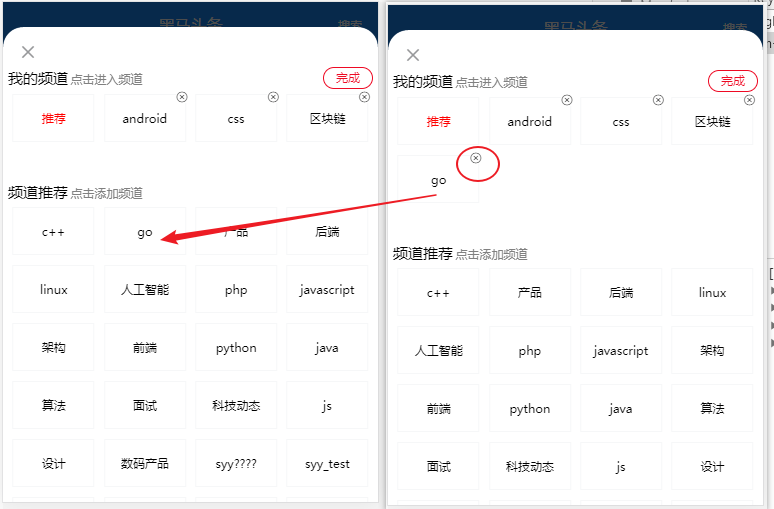 黑马头条 搜索
我的频道 点击进入频道 完成
推荐 android css 区块链
频道推荐 点击添加频道
c++ go 产品 后端
linux 人工智能 php javascript
架构 前端 python java
算法 面试 科技动态 js
设计 数码产品 syy???? syy_test
黑马头条 搜索
我的频道 点击进入频道 完成
推荐 android css 区块链
go
频道推荐 点击添加频道
c++ 产品 后端 linux
人工智能 php javascript 架构
前端 python java 算法
面试 科技动态 js 设计